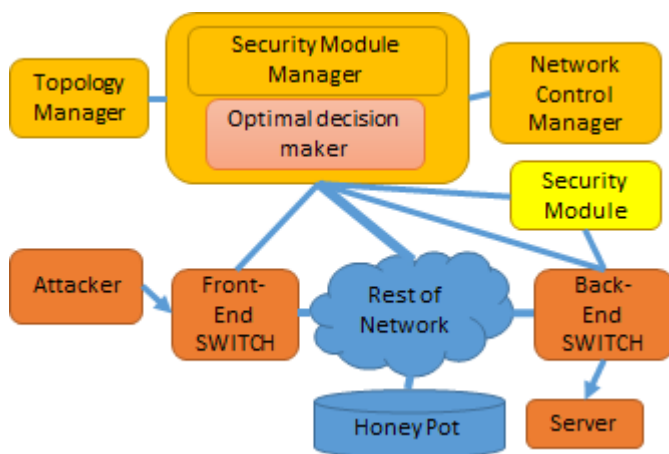 Security Module
Manager
Topology
Manager
Optimal decision
maker
Network
Control
Manager
Security
Module
Attacker
Front-
End
SWITCH
Rest of
Network
Back-
End
SWITCH
Honey Pot
Server